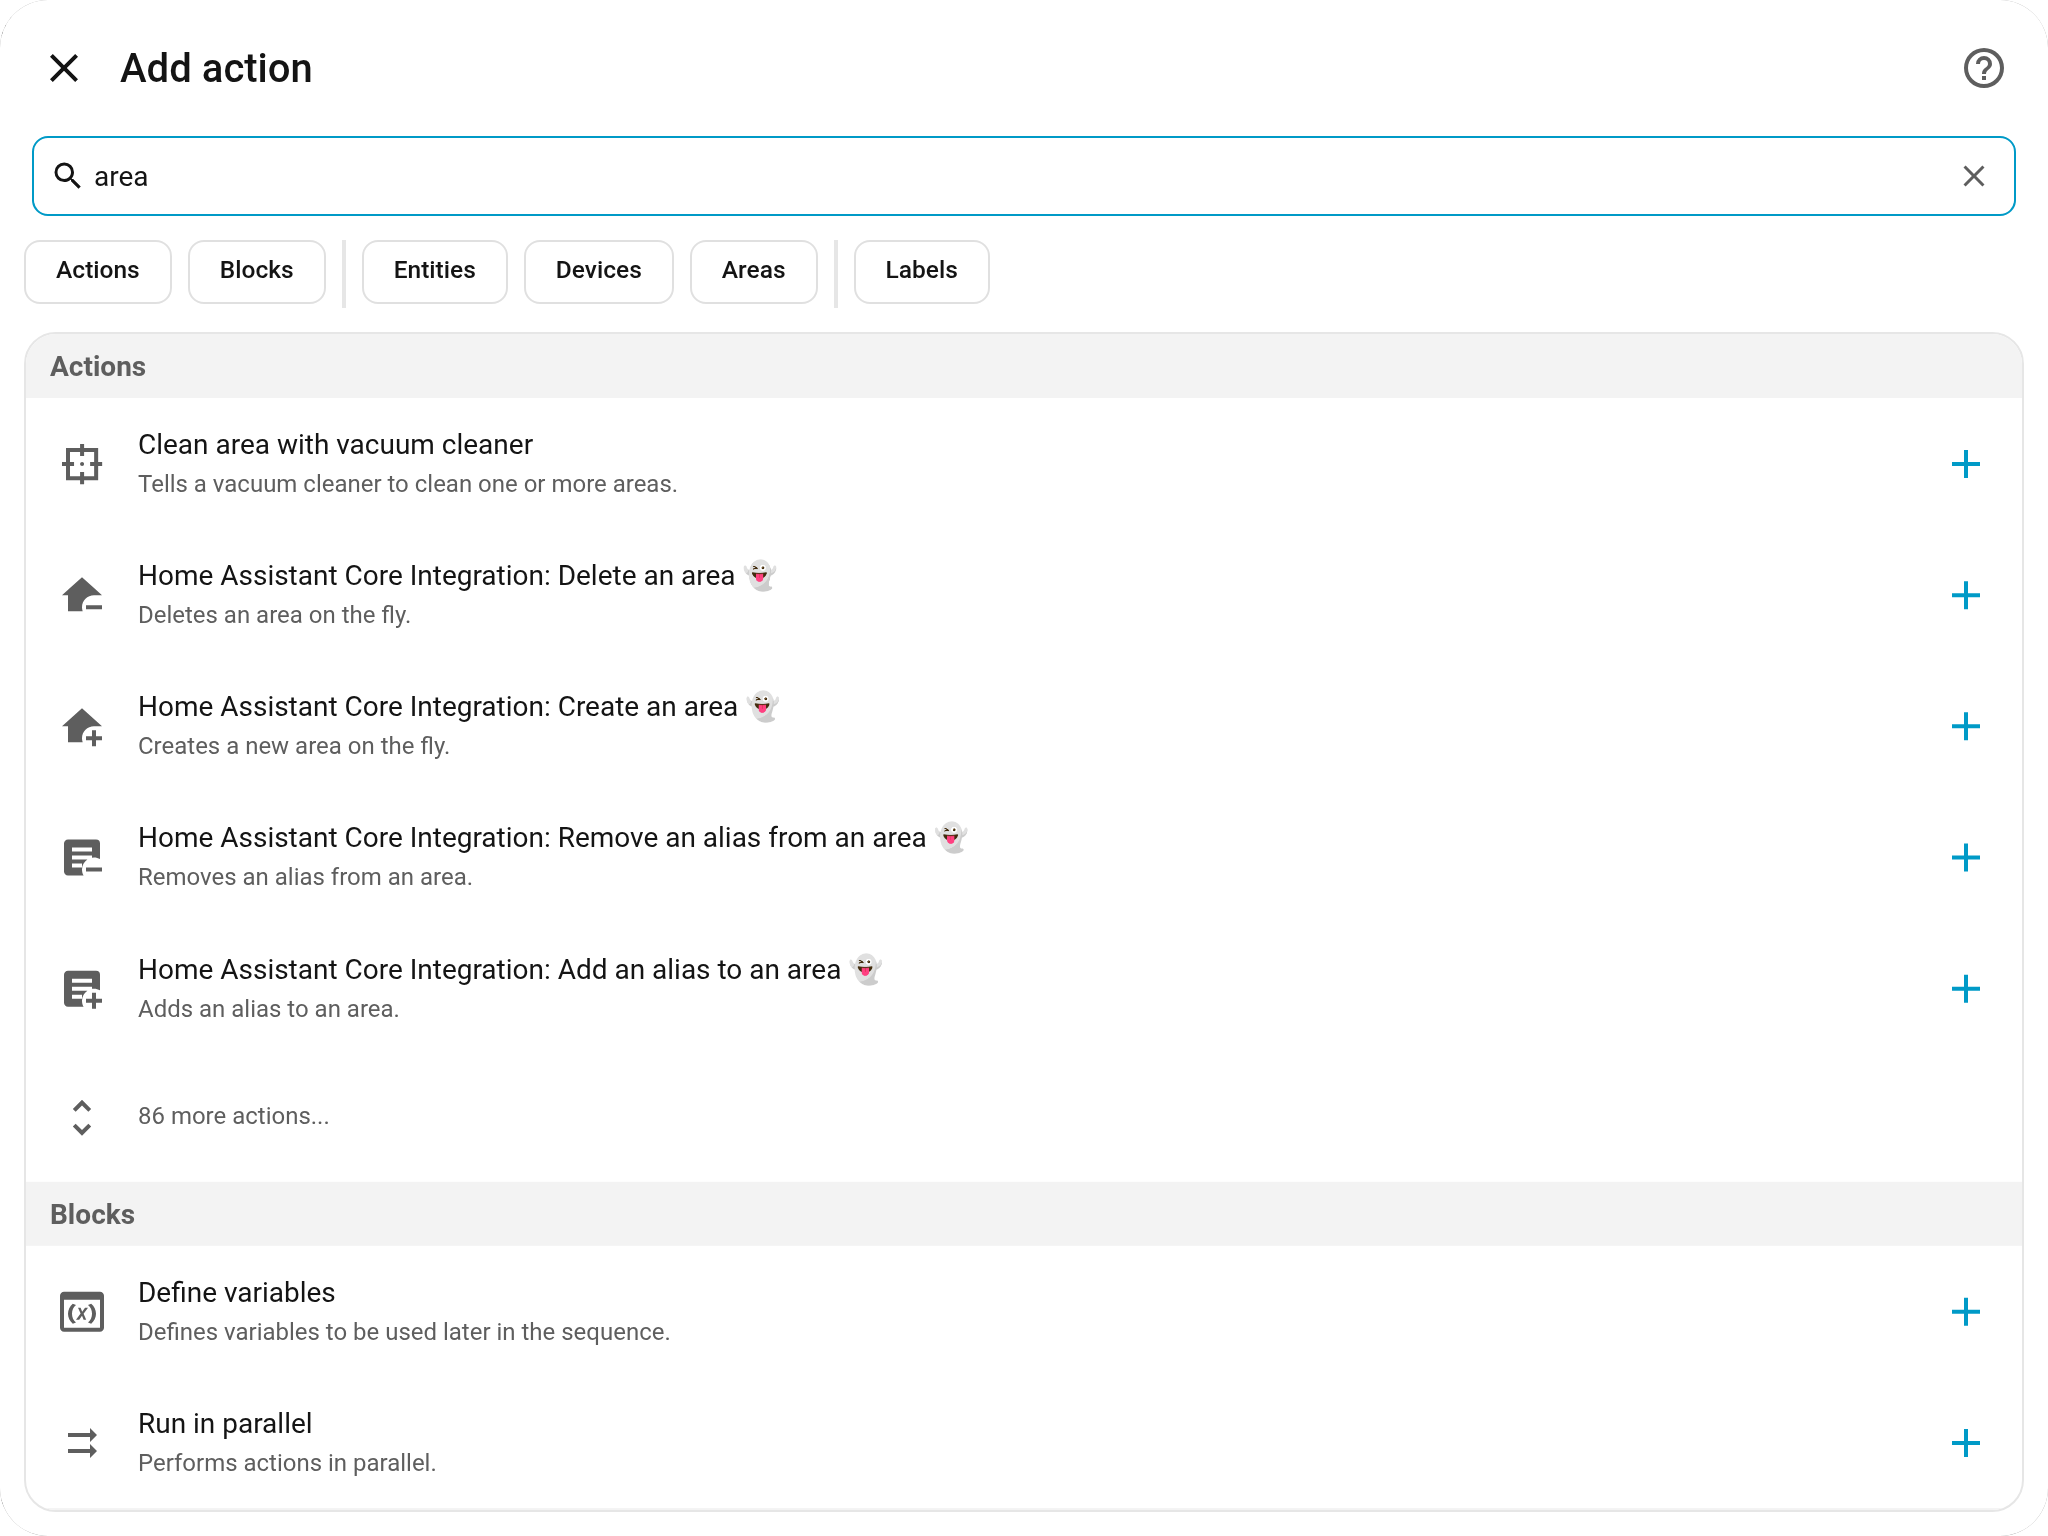 Add action
area
Actions
Blocks
Entities
Devices
Areas
Labels
Actions
Clean area with vacuum cleaner
Tells a vacuum cleaner to clean one or more areas.
Home Assistant Core Integration: Delete an area 👻
Deletes an area on the fly.
Home Assistant Core Integration: Create an area 👻
Creates a new area on the fly.
Home Assistant Core Integration: Remove an alias from an area 👻
Removes an alias from an area.
Home Assistant Core Integration: Add an alias to an area 👻
Adds an alias to an area.
86 more actions...
Blocks
(x)
Define variables
Defines variables to be used later in the sequence.
Run in parallel
Performs actions in parallel.